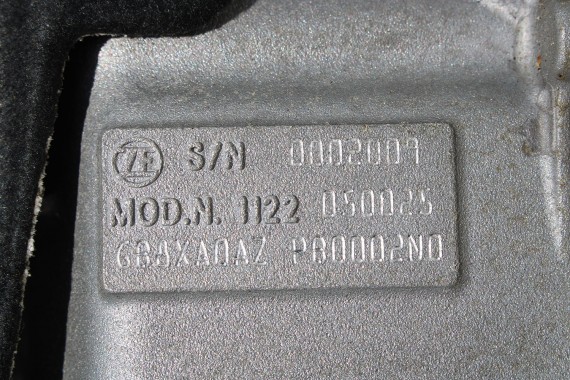 ZF S/N 0002009
MOD.N. 1122 050025
6B8XA0AZ PB0002N0